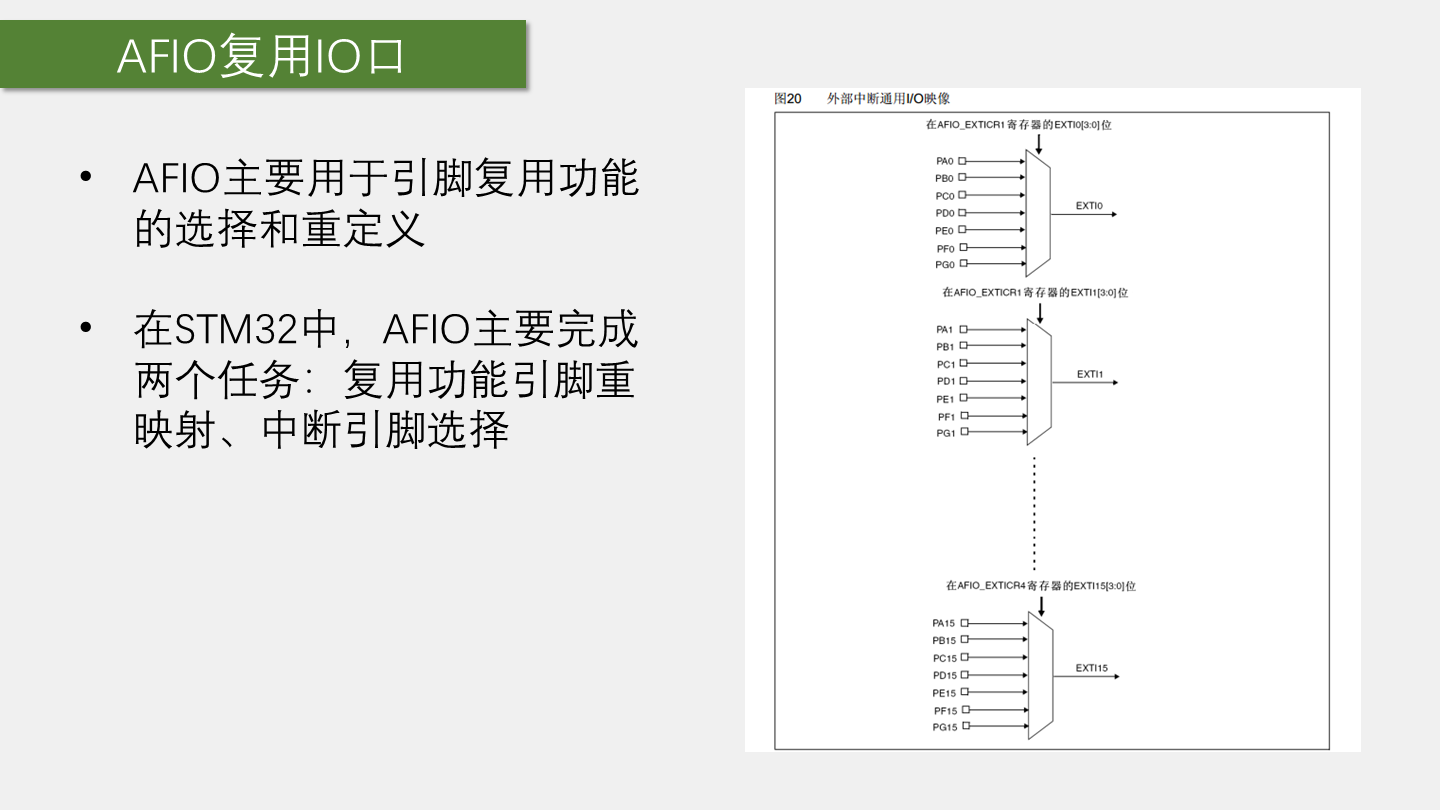 AFIO复用IO口
• AFIO主要用于引脚复用功能
的选择和重定义
• 在STM32中，AFIO主要完成
两个任务：复用功能引脚重
映射、中断引脚选择
图20 外部中断通用I/O映像
在AFIO_EXTICR1寄存器的EXTI0[3:0]位
PA0
PB0
PC0
PD0
PE0
PF0
PG0
EXTI0
在AFIO_EXTICR1寄存器的EXTI1[3:0]位
PA1
PB1
PC1
PD1
PE1
PF1
PG1
EXTI1
在AFIO_EXTICR4寄存器的EXTI15[3:0]位
PA15
PB15
PC15
PD15
PE15
PF15
PG15
EXTI15